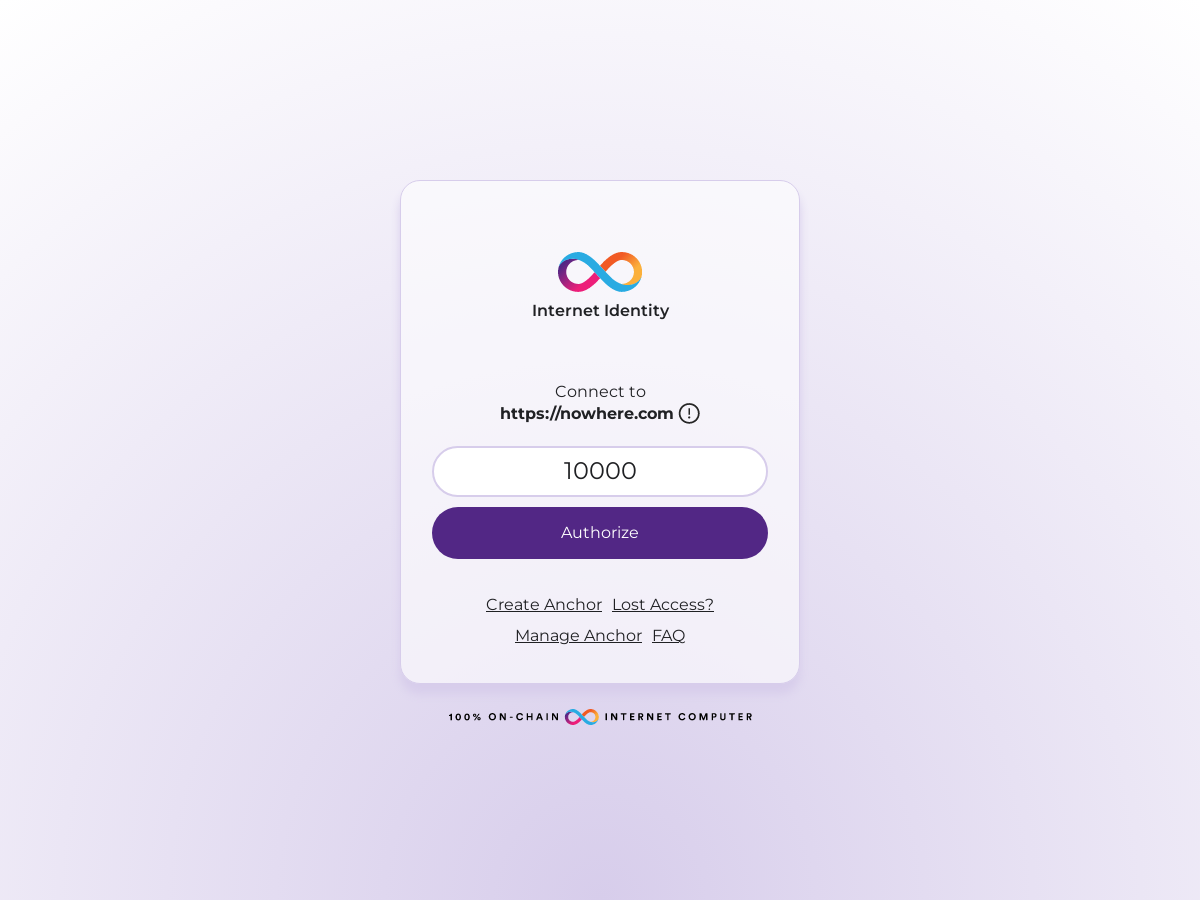 Internet Identity
Connect to
https://nowhere.com
10000
Authorize
Create Anchor Lost Access?
Manage Anchor FAQ
100% ON-CHAIN INTERNET COMPUTER